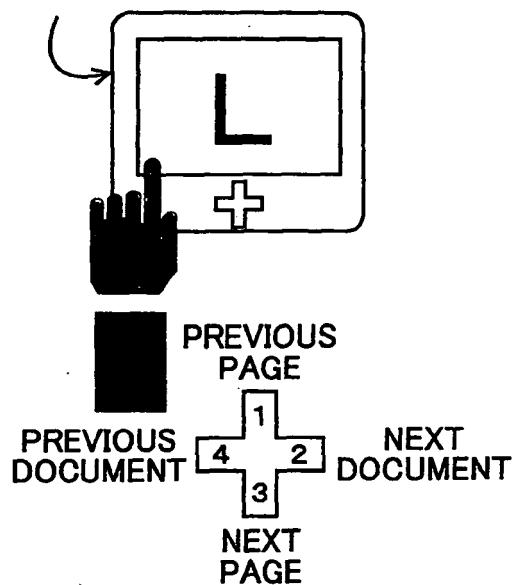 L
PREVIOUS
PAGE
1
PREVIOUS
DOCUMENT
4
2
NEXT
DOCUMENT
3
NEXT
PAGE